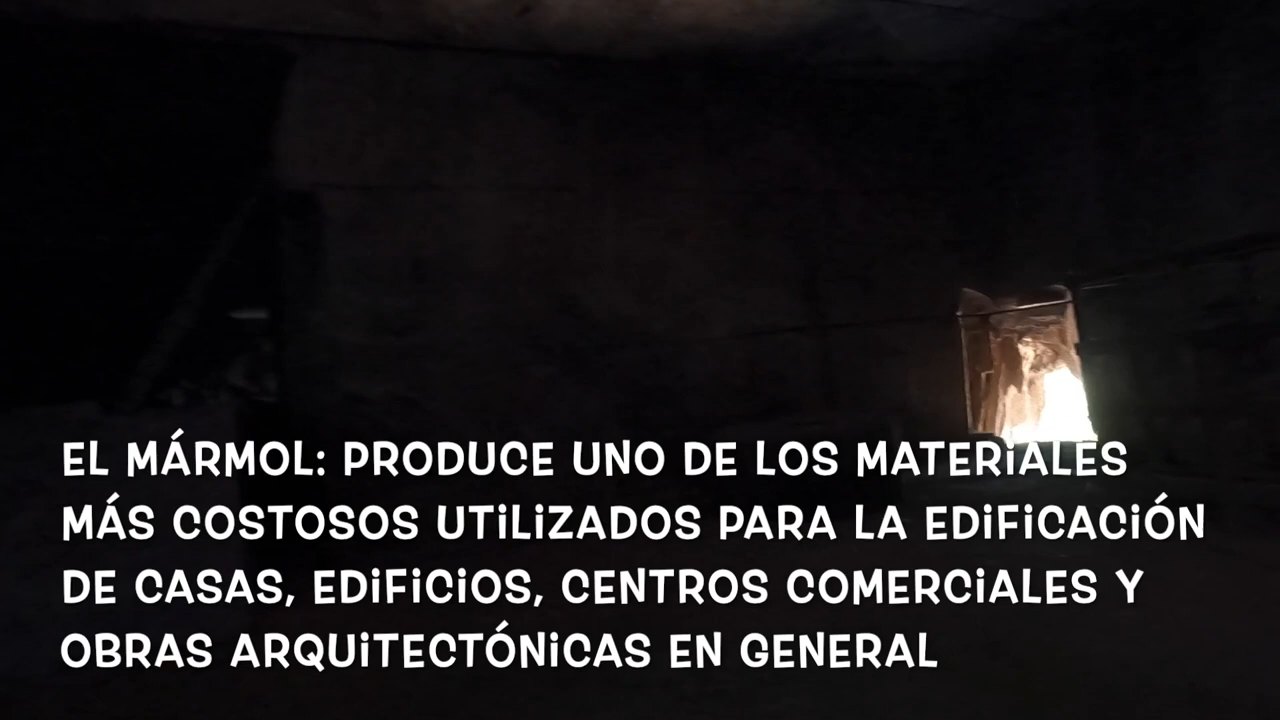 EL MÁRMOL: PRODUCE UNO DE LOS MATERiALES
MÁS COSTOSOS UTiLiZADOS PARA LA EDiFiCACiÓN
DE CASAS, EDiFiCiOS, CENTROS COMERCiALES Y
OBRAS ARQUiTECTÓNiCAS EN GENERAL